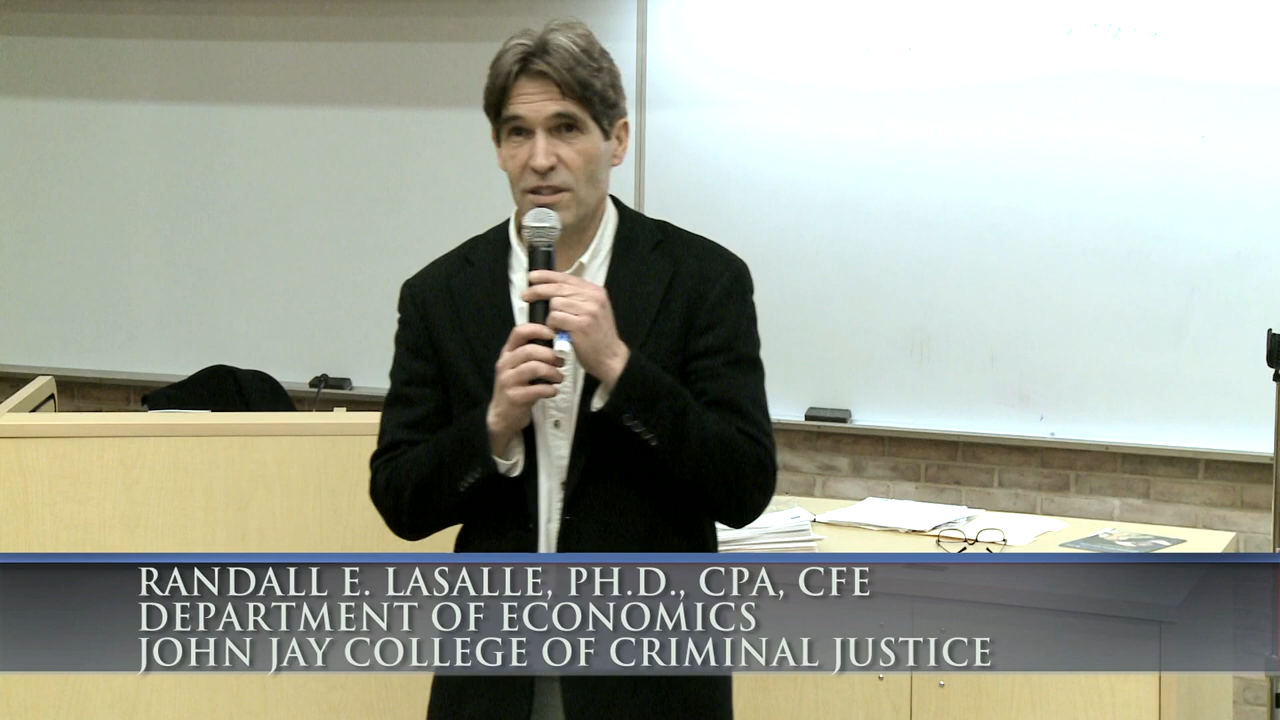 RANDALL E. LASALLE, PH.D., CPA, CFE
DEPARTMENT OF ECONOMICS
JOHN JAY COLLEGE OF CRIMINAL JUSTICE